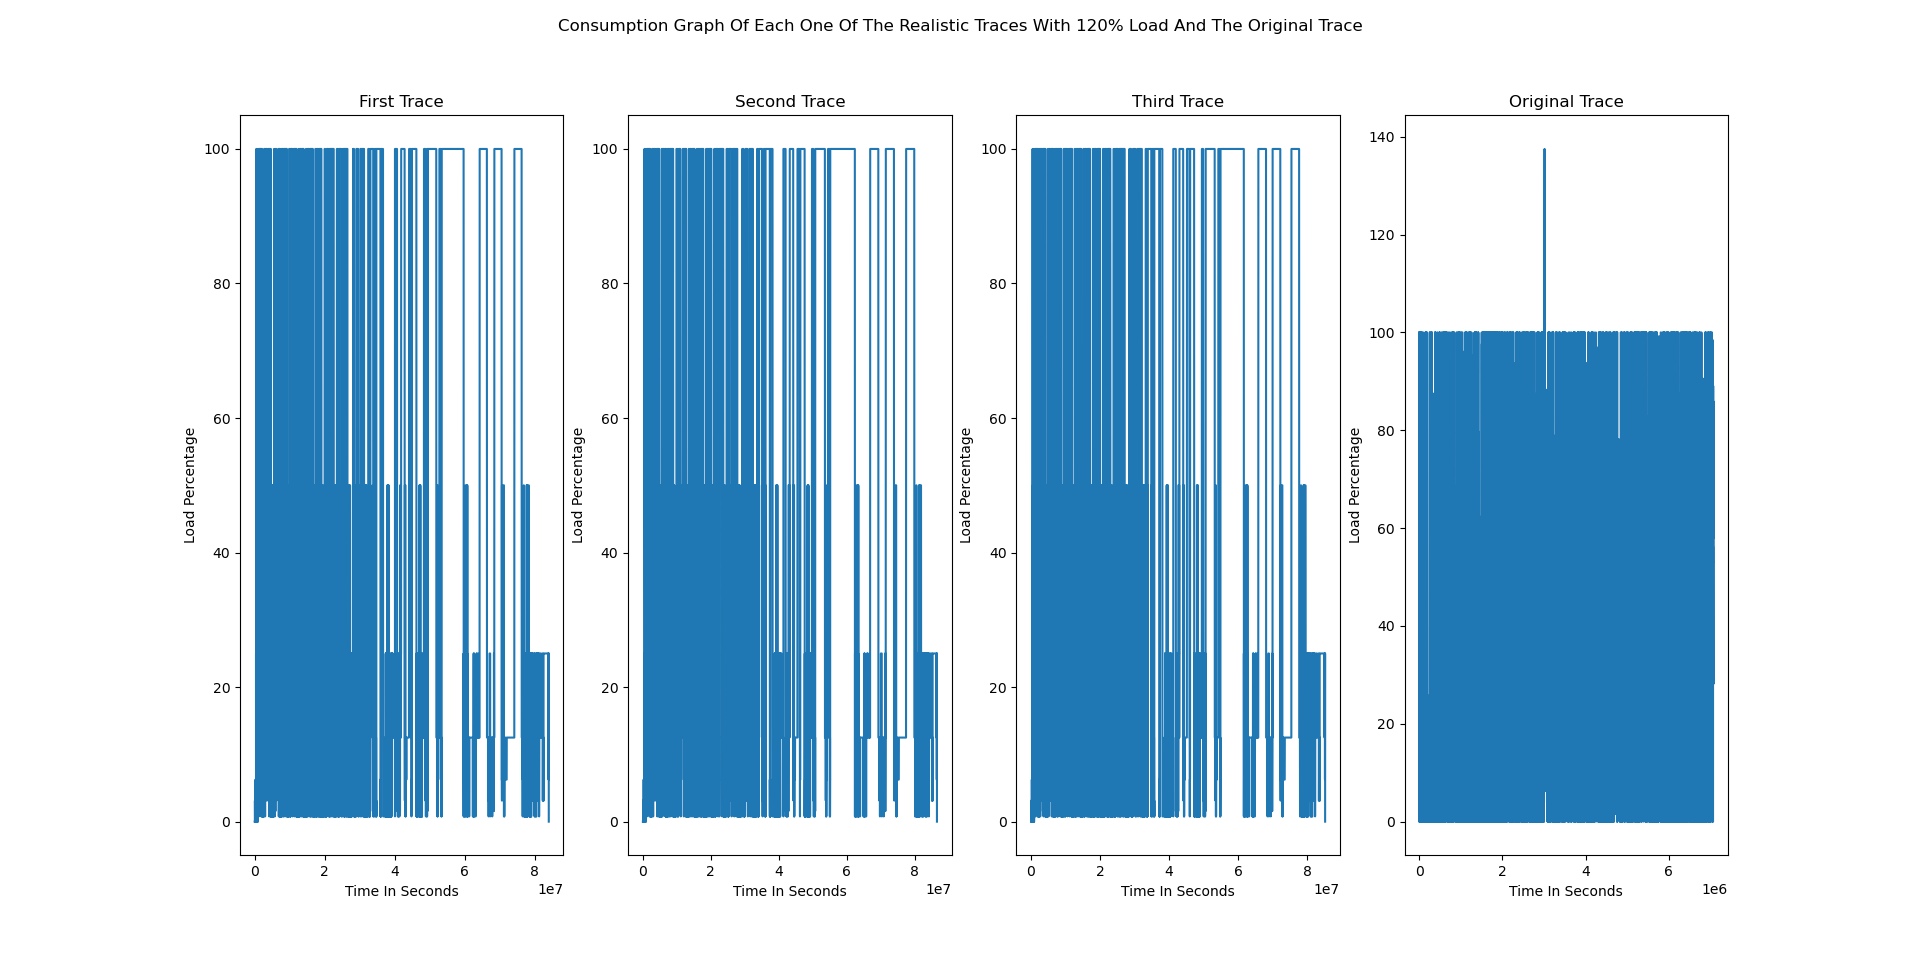 Consumption Graph Of Each One Of The Realistic Traces With 120% Load And The Original Trace
First Trace
Load Percentage
100
80
60
40
20
0
0 2 4 6 8
1e7
Time In Seconds
Second Trace
Load Percentage
100
80
60
40
20
0
0 2 4 6 8
1e7
Time In Seconds
Third Trace
Load Percentage
100
80
60
40
20
0
0 2 4 6 8
1e7
Time In Seconds
Original Trace
Load Percentage
140
120
100
80
60
40
20
0
0 2 4 6
1e6
Time In Seconds